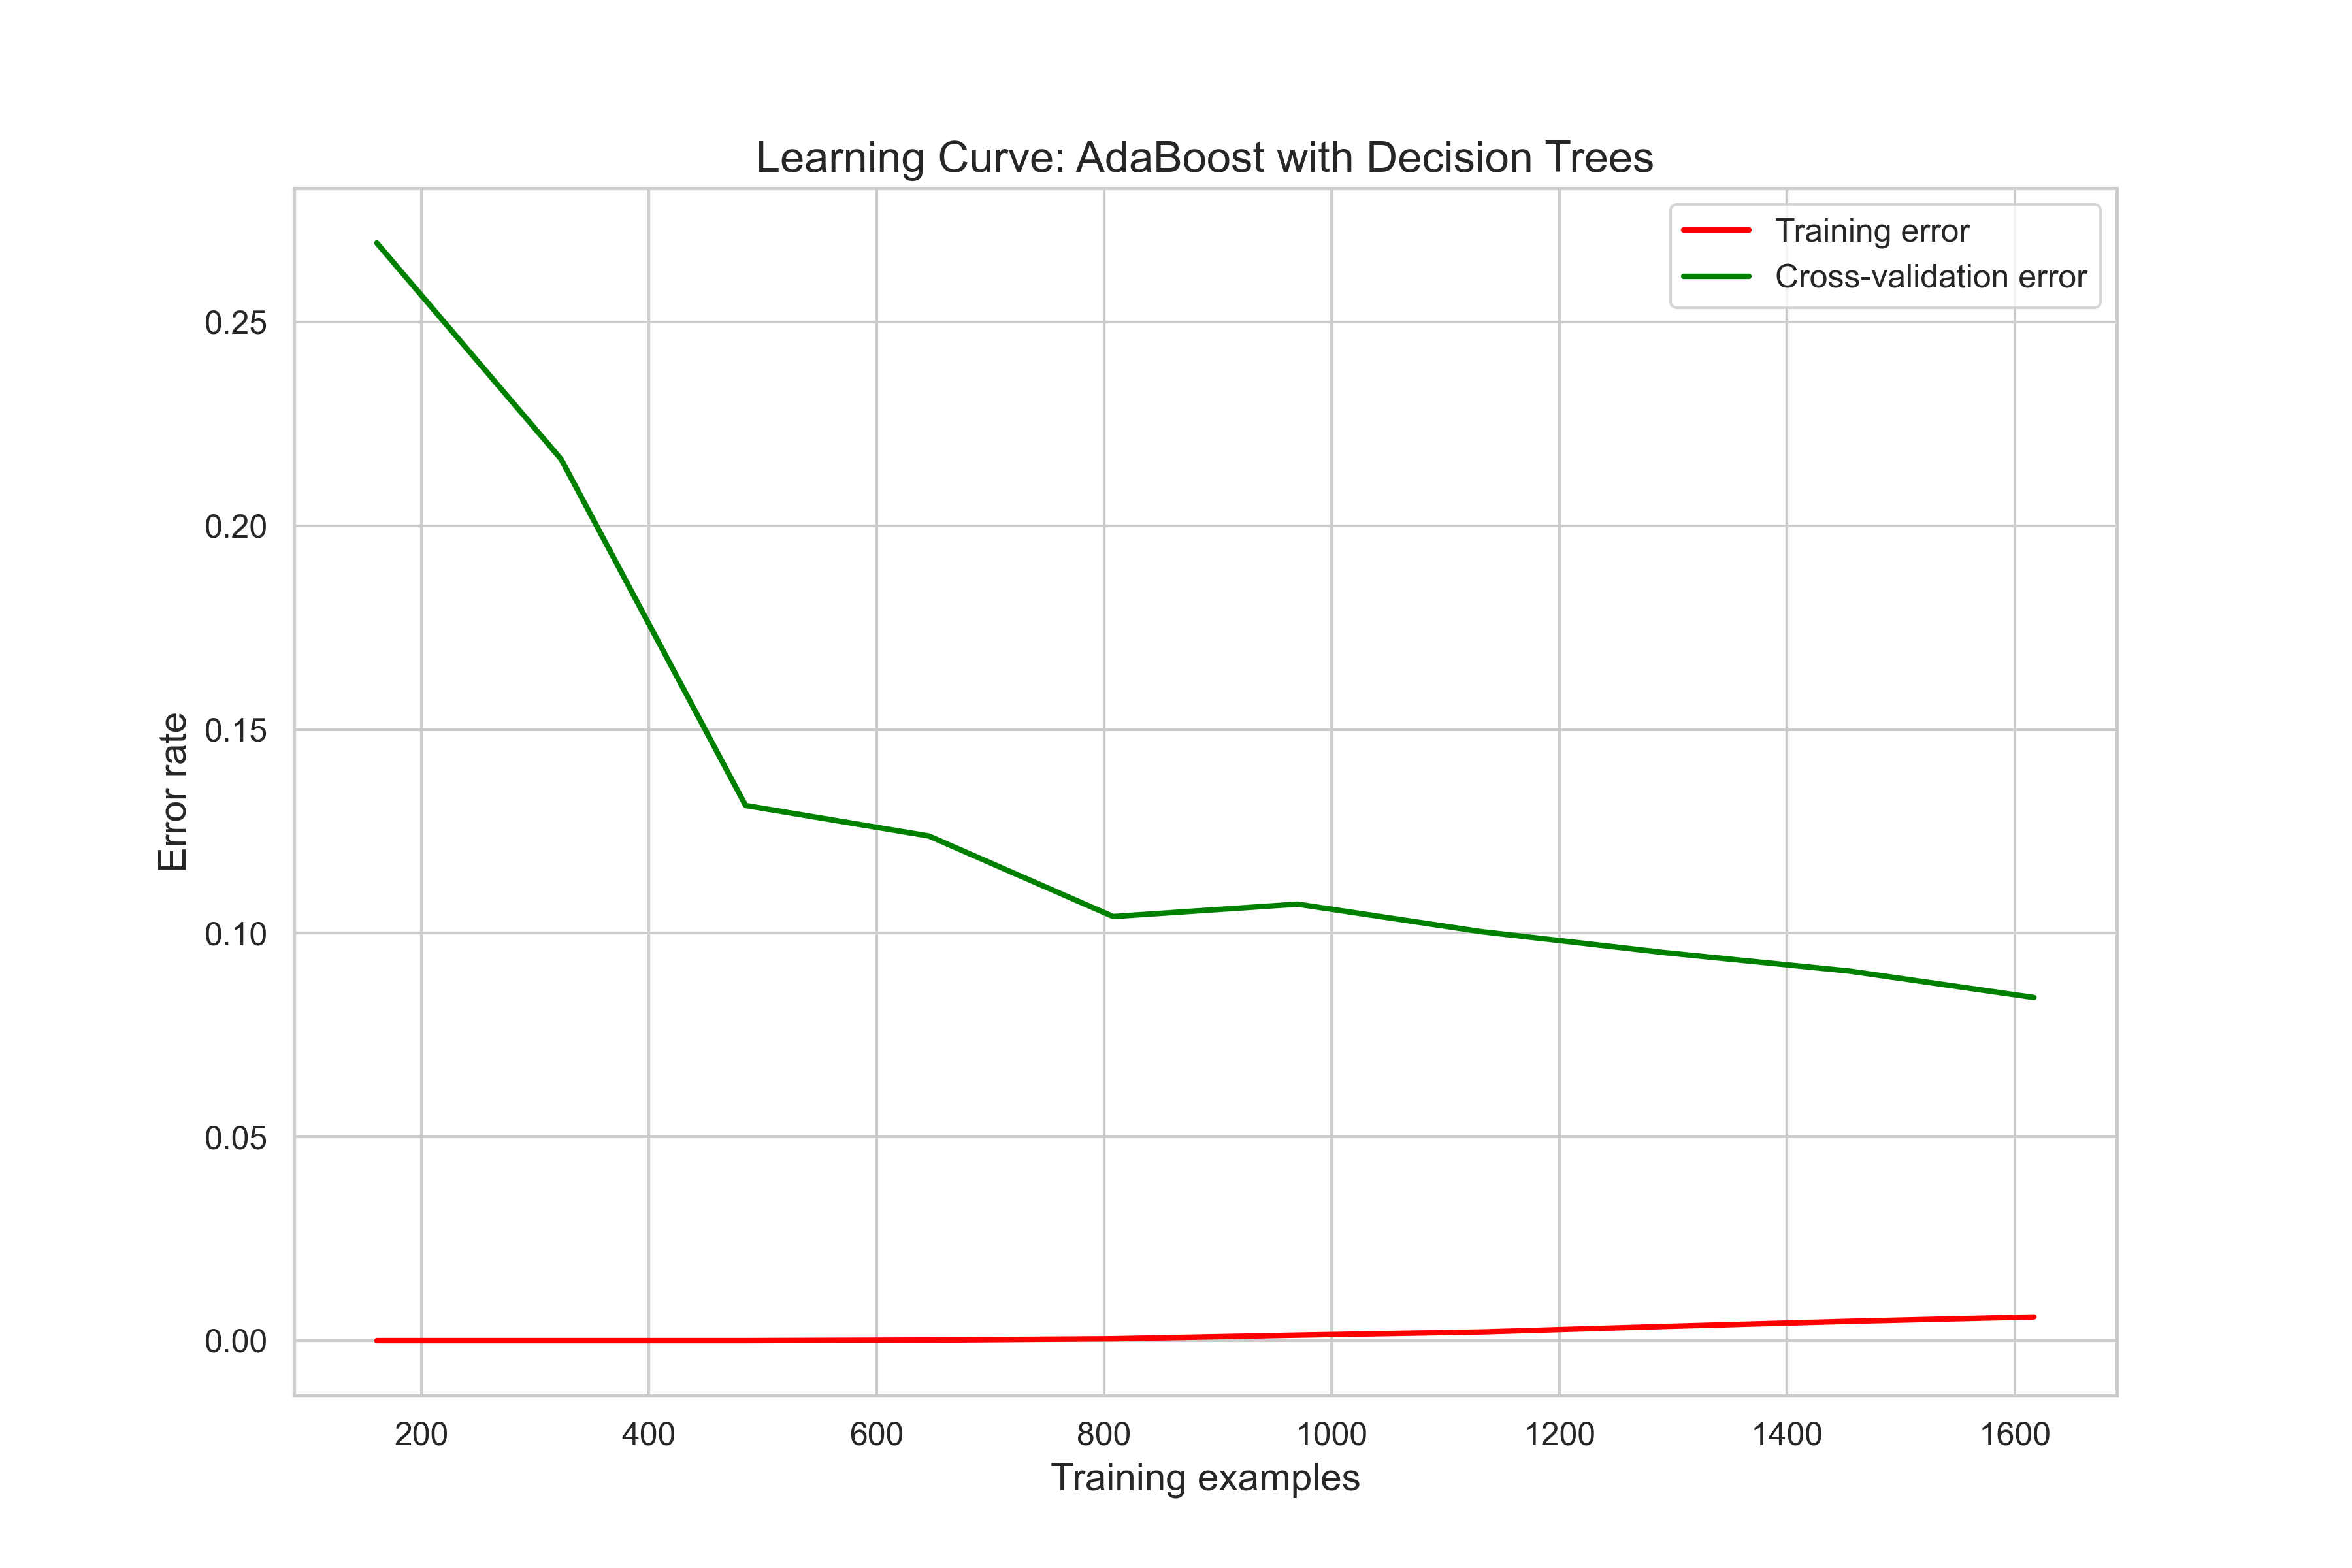 Learning Curve: AdaBoost with Decision Trees
Training error
Cross-validation error
Error rate
0.25
0.20
0.15
0.10
0.05
0.00
200 400 600 800 1000 1200 1400 1600
Training examples